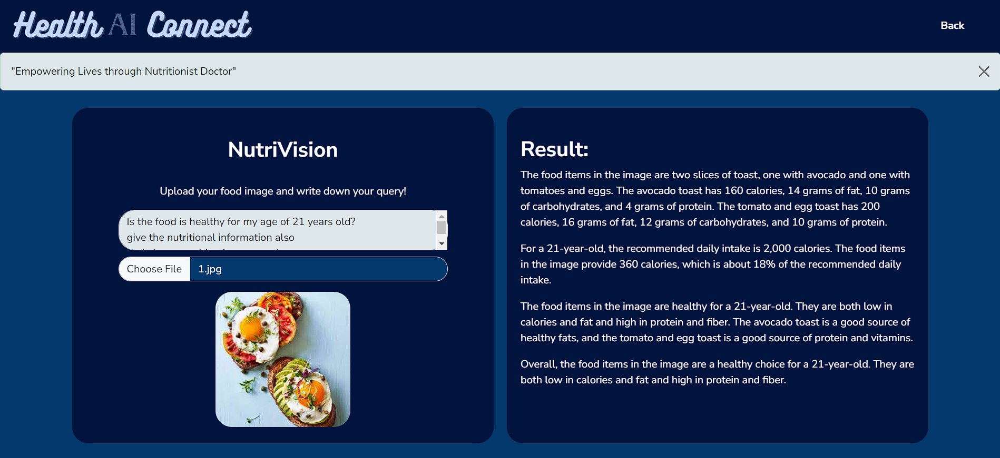 Health AI Connect
Back
"Empowering Lives through Nutritionist Doctor"
NutriVision
Upload your food image and write down your query!
Is the food is healthy for my age of 21 years old?
give the nutritional information also
Choose File 1.jpg
Result:
The food items in the image are two slices of toast, one with avocado and one with
tomatoes and eggs. The avocado toast has 160 calories, 14 grams of fat, 10 grams
of carbohydrates, and 4 grams of protein. The tomato and egg toast has 200
calories, 16 grams of fat, 12 grams of carbohydrates, and 10 grams of protein.
For a 21-year-old, the recommended daily intake is 2,000 calories. The food items
in the image provide 360 calories, which is about 18% of the recommended daily
intake.
The food items in the image are healthy for a 21-year-old. They are both low in
calories and fat and high in protein and fiber. The avocado toast is a good source of
healthy fats, and the tomato and egg toast is a good source of protein and vitamins.
Overall, the food items in the image are a healthy choice for a 21-year-old. They are
both low in calories and fat and high in protein and fiber.